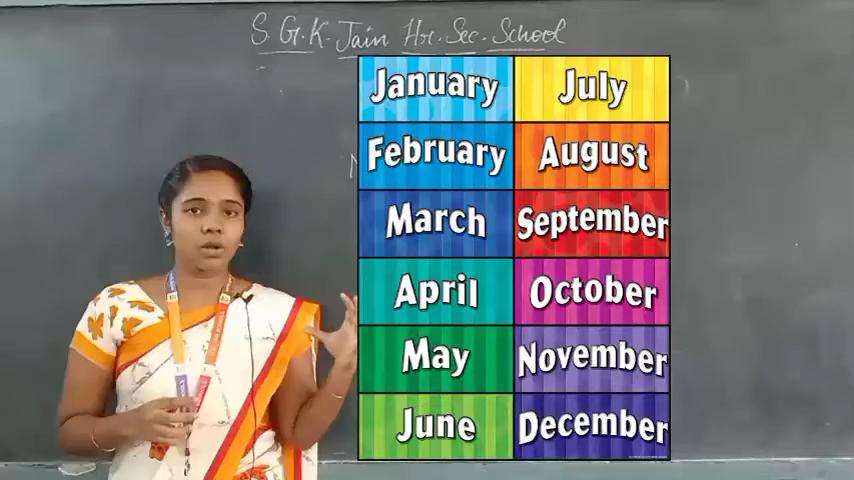 S.G.K. Jain Hr. Sec. School
January
July
February
August
March
September
April
October
May
November
June
December